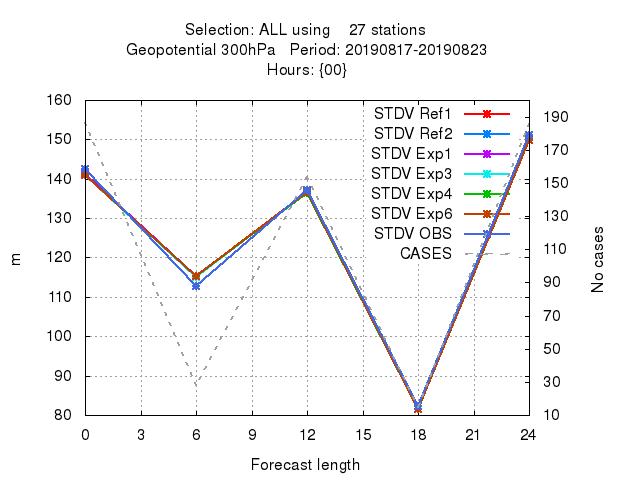 Selection: ALL using    27 stations
Geopotential 300hPa   Period: 20190817-20190823
Hours: {00}
160
150
140
130
120
110
100
90
80
m
190
170
150
130
110
90
70
50
30
10
No cases
STDV Ref1
STDV Ref2
STDV Exp1
STDV Exp3
STDV Exp4
STDV Exp6
STDV OBS
CASES
0 3 6 9 12 15 18 21 24
Forecast length